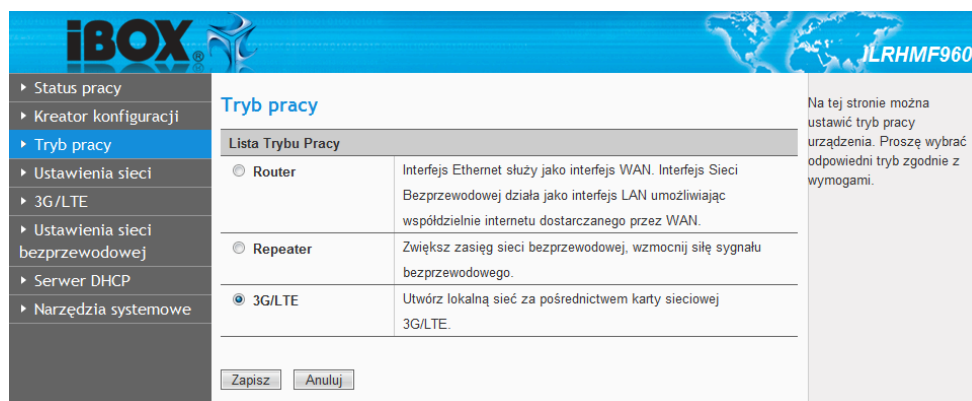 iBOX®
ILRHMF960
Status pracy
Kreator konfiguracji
Tryb pracy
Ustawienia sieci
3G/LTE
Ustawienia sieci
bezprzewodowej
Serwer DHCP
Narzędzia systemowe
Tryb pracy
Lista Trybu Pracy
Router
Interfejs Ethernet służy jako interfejs WAN. Interfejs Sieci
Bezprzewodowej działa jako interfejs LAN umożliwiając
współdzielnie internetu dostarczanego przez WAN.
Repeater
Zwiększ zasięg sieci bezprzewodowej, wzmocnij siłę sygnału
bezprzewodowego.
3G/LTE
Utwórz lokalną sieć za pośrednictwem karty sieciowej
3G/LTE.
Zapisz
Anuluj
Na tej stronie można
ustawić tryb pracy
urządzenia. Proszę wybrać
odpowiedni tryb zgodnie z
wymogami.